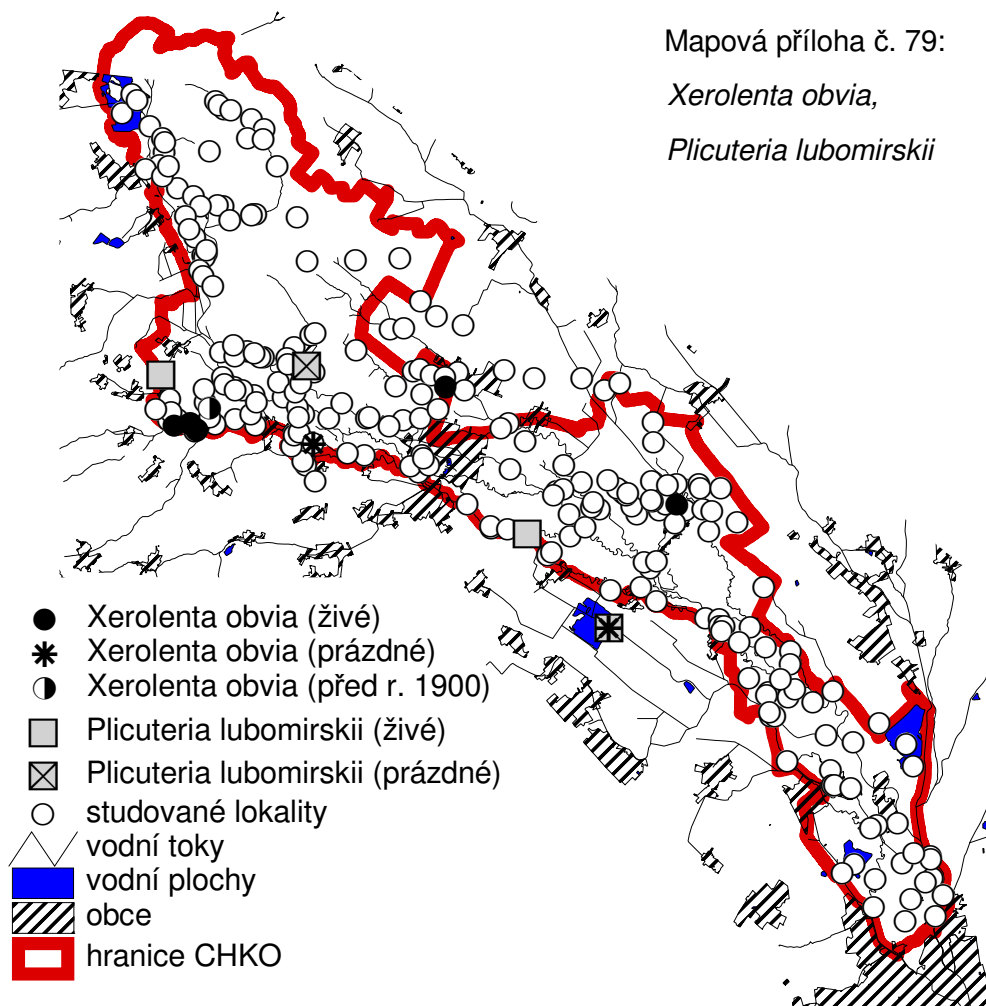 Mapová příloha č. 79:
Xerolenta obvia,
Plicuteria lubomirskii
Xerolenta obvia (živé)
Xerolenta obvia (prázdné)
Xerolenta obvia (před r. 1900)
Plicuteria lubomirskii (živé)
Plicuteria lubomirskii (prázdné)
studované lokality
vodní toky
vodní plochy
obce
hranice CHKO